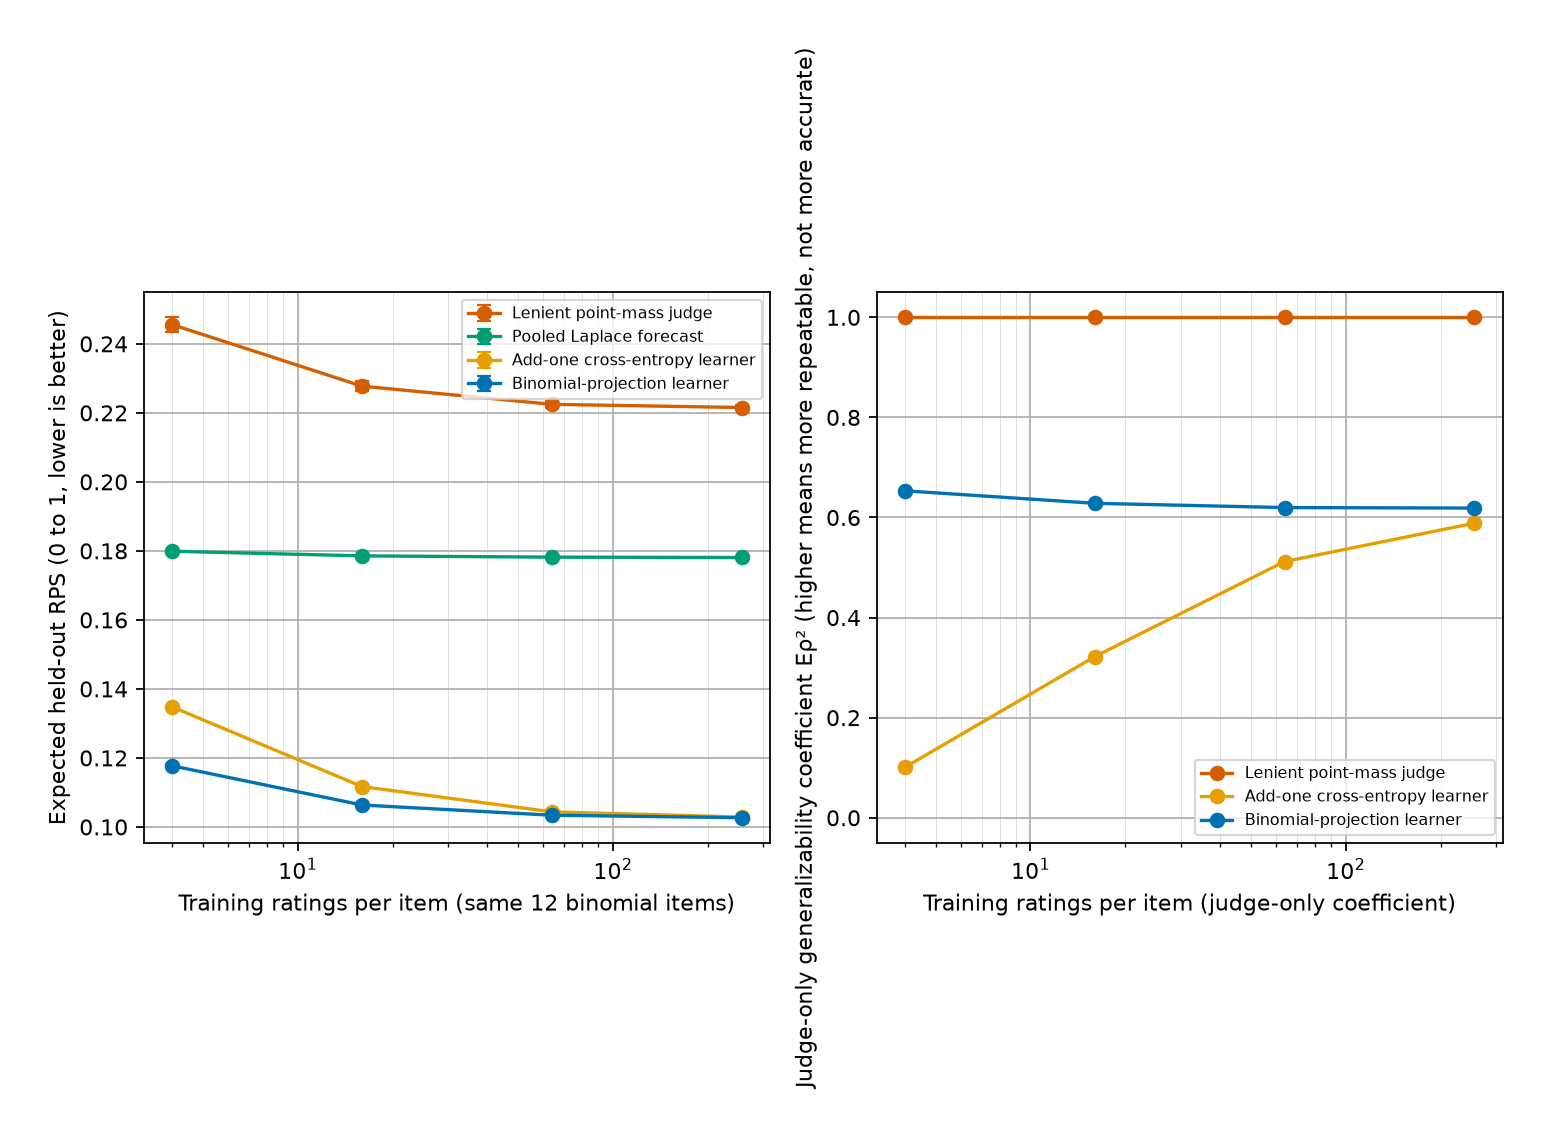 Expected held-out RPS (0 to 1, lower is better)
0.24
0.22
0.20
0.18
0.16
0.14
0.12
0.10
10¹
10²
Training ratings per item (same 12 binomial items)
Lenient point-mass judge
Pooled Laplace forecast
Add-one cross-entropy learner
Binomial-projection learner
Judge-only generalizability coefficient Eρ² (higher means more repeatable, not more accurate)
1.0
0.8
0.6
0.4
0.2
0.0
10¹
10²
Training ratings per item (judge-only coefficient)
Lenient point-mass judge
Add-one cross-entropy learner
Binomial-projection learner